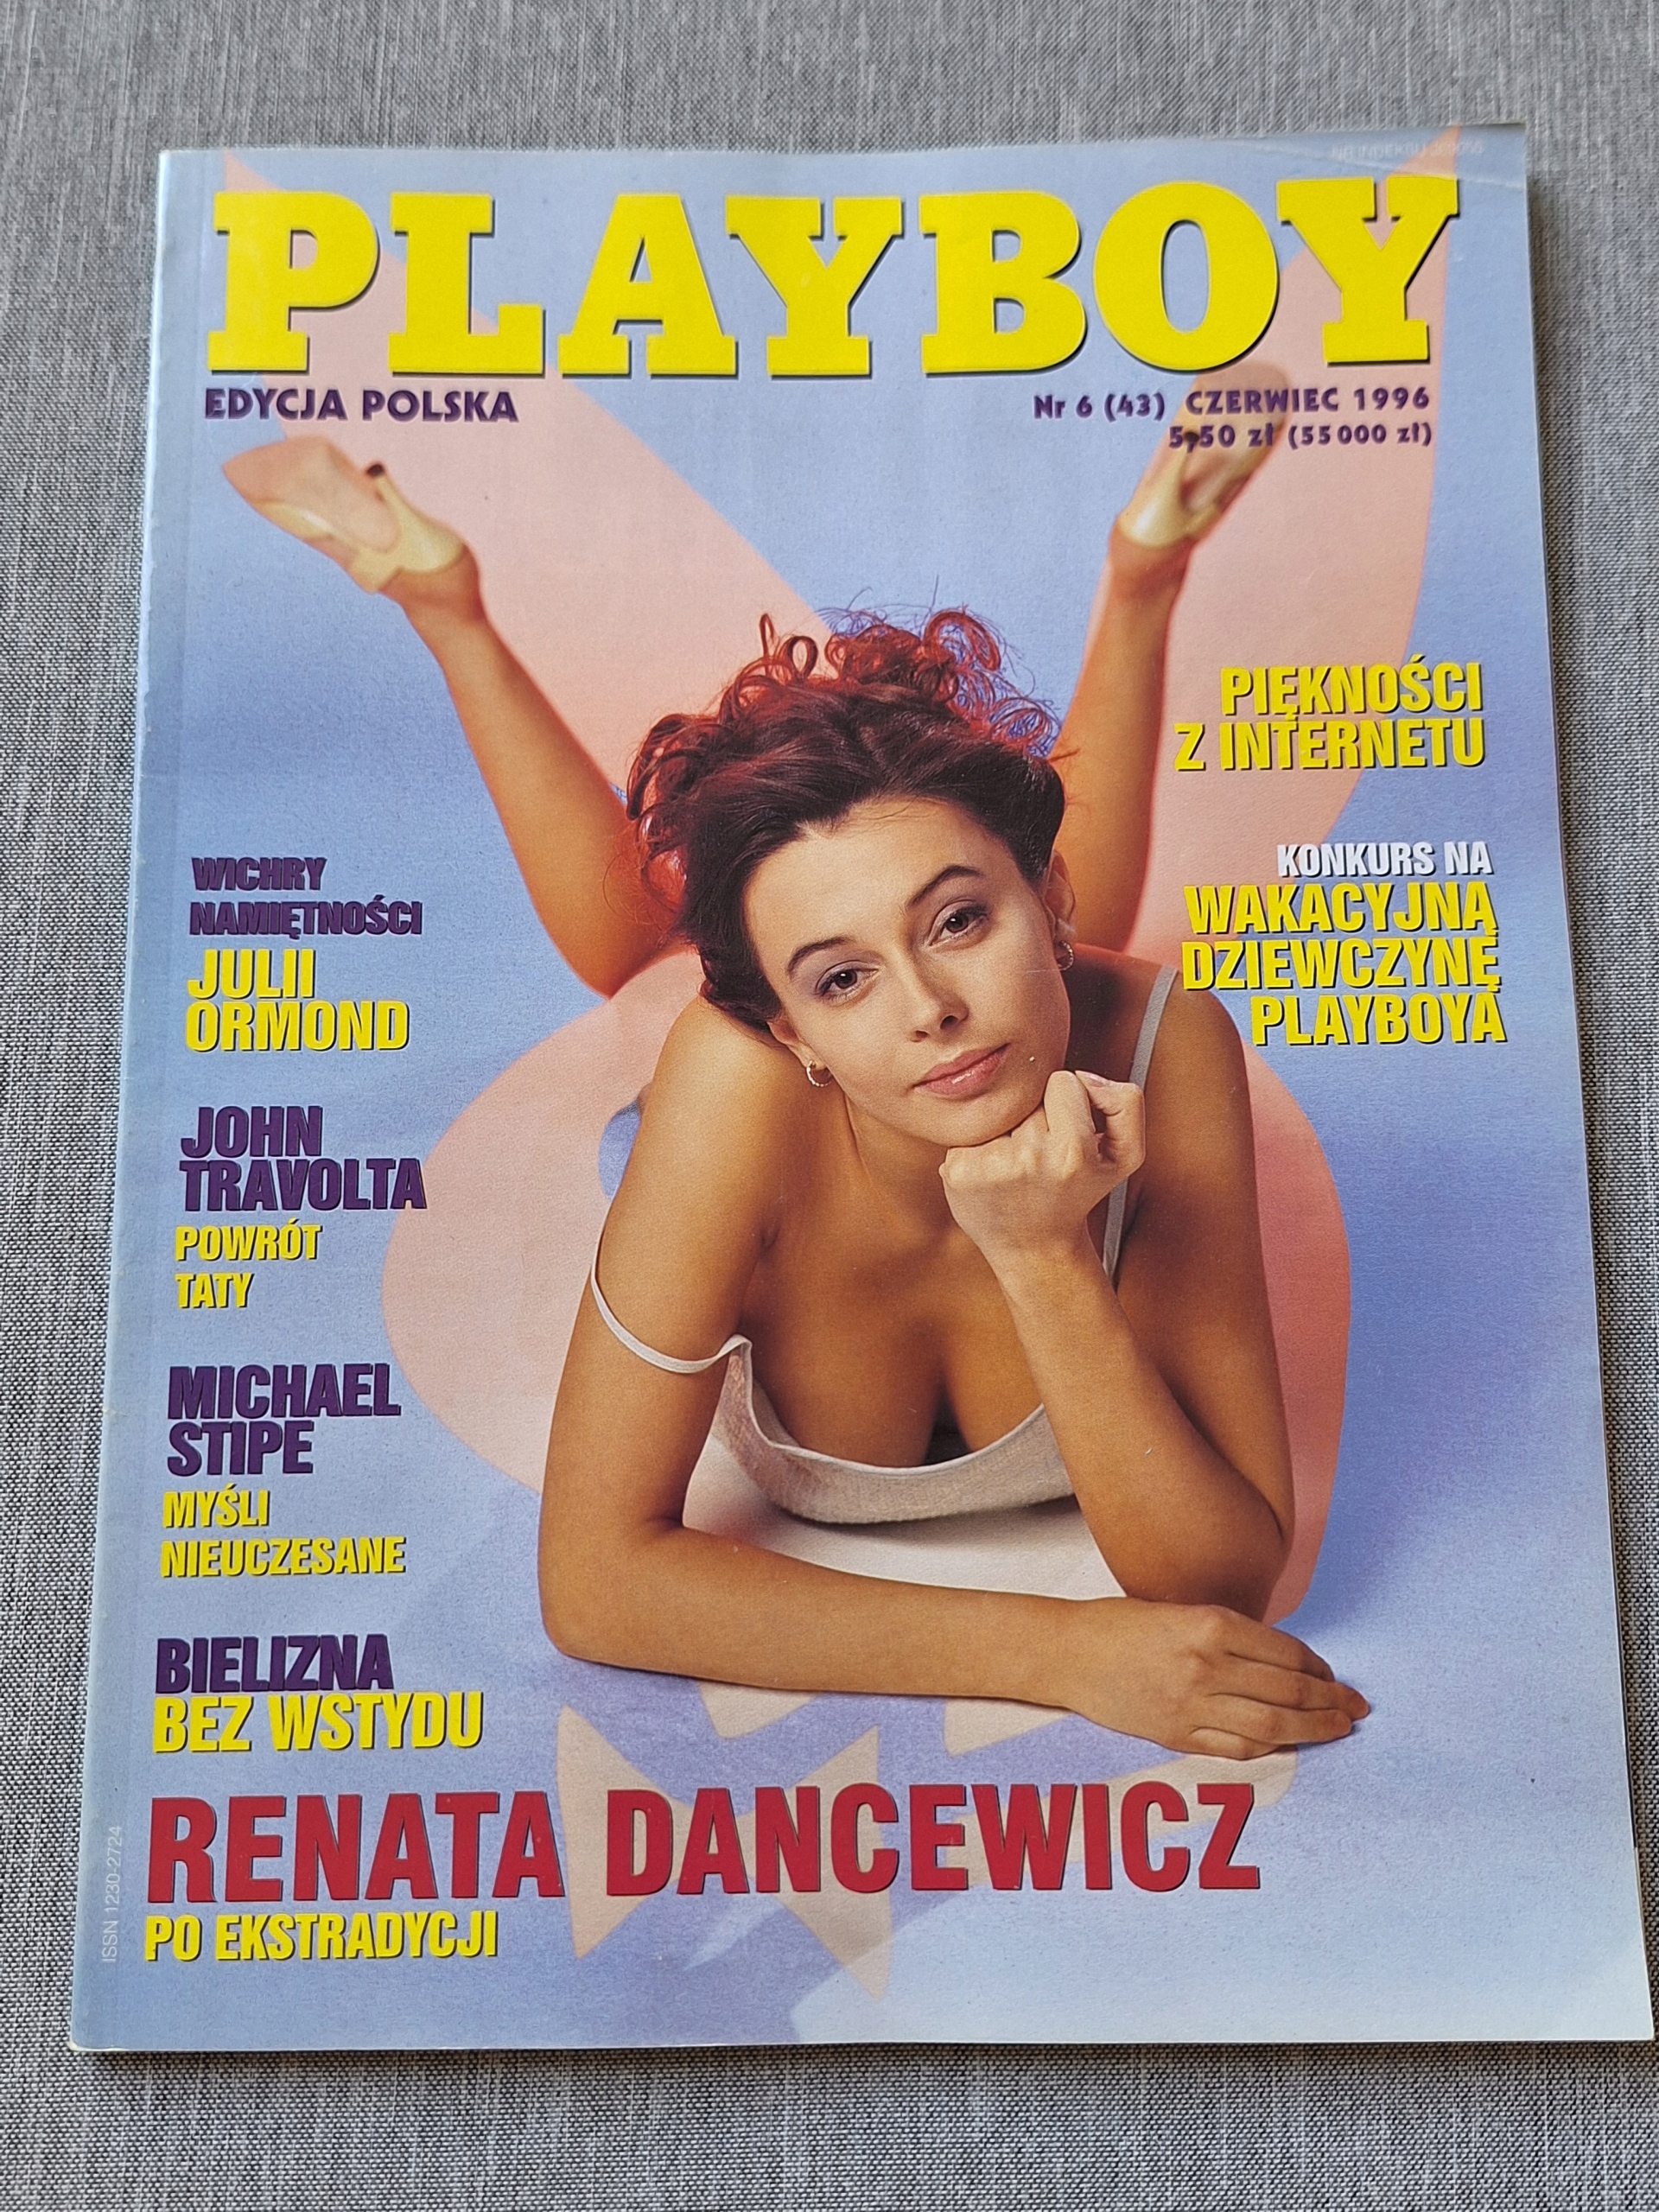 PLAYBOY
EDYCJA POLSKA
Nr 6 (43) CZERWIEC 1996
5,50 zł (55 000 zł)
PIĘKNOŚCI
Z INTERNETU
KONKURS NA
WAKACYJNĄ
DZIEWCZYNĘ
PLAYBOYA
WICHRY
NAMIĘTNOŚCI
JULII
ORMOND
JOHN
TRAVOLTA
POWRÓT
TATY
MICHAEL
STIPE
MYŚLI
NIEUCZESANE
BIELIZNA
BEZ WSTYDU
RENATA DANCEWICZ
PO EKSTRADYCJI
ISSN 1230-2724